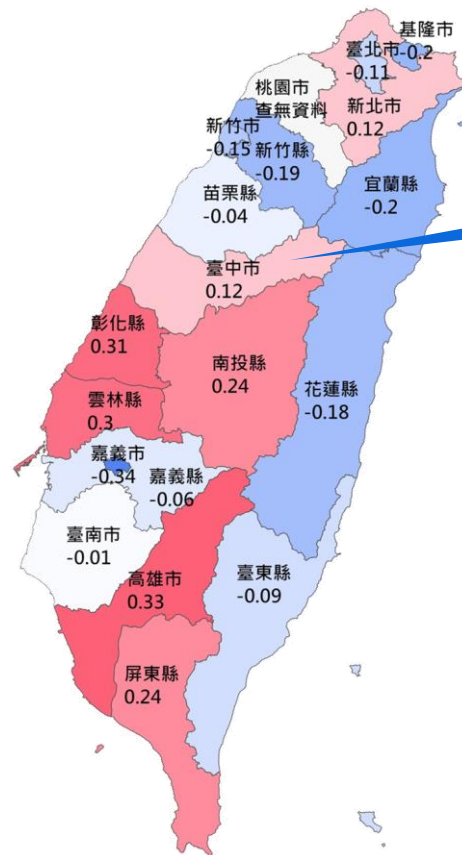 基隆市
-0.2
臺北市
-0.11
桃園市
查無資料
新北市
0.12
新竹市
-0.15
新竹縣
-0.19
宜蘭縣
-0.2
苗栗縣
-0.04
臺中市
0.12
彰化縣
0.31
南投縣
0.24
花蓮縣
-0.18
雲林縣
0.3
嘉義市
-0.34
嘉義縣
-0.06
臺南市
-0.01
高雄市
0.33
臺東縣
-0.09
屏東縣
0.24